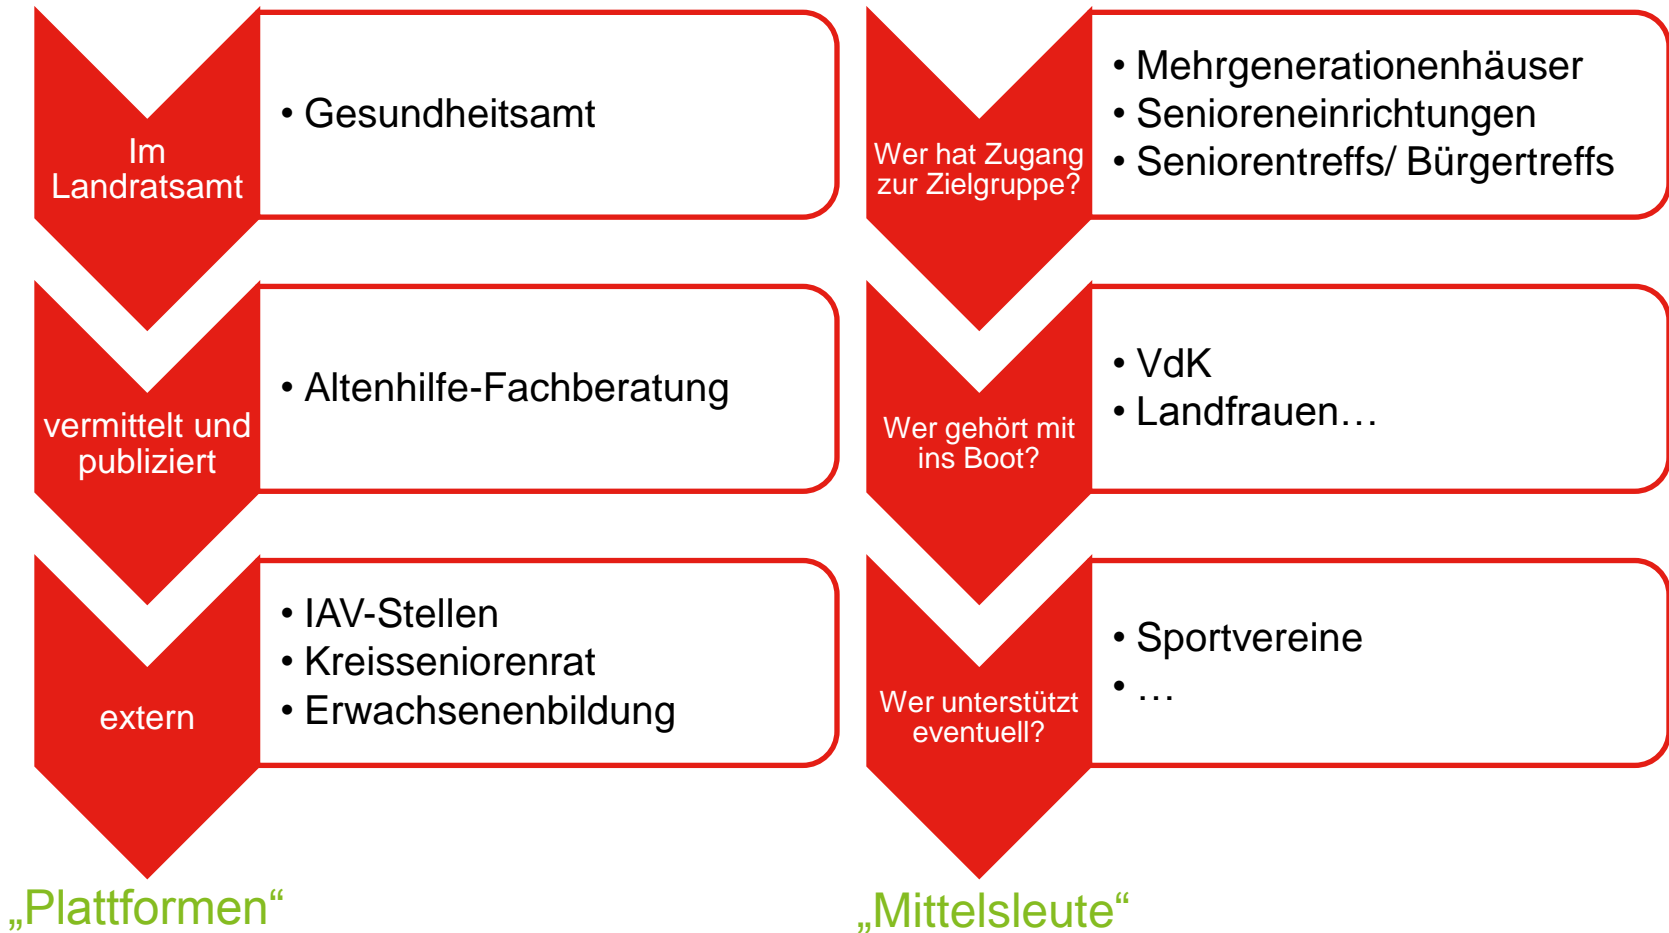 Im
Landratsamt
• Gesundheitsamt
vermittelt und
publiziert
• Altenhilfe-Fachberatung
extern
• IAV-Stellen
• Kreisseniorenrat
• Erwachsenenbildung
„Plattformen“
Wer hat Zugang
zur Zielgruppe?
• Mehrgenerationenhäuser
• Senioreneinrichtungen
• Seniorentreffs/ Bürgertreffs
Wer gehört mit
ins Boot?
• VdK
• Landfrauen…
Wer unterstützt
eventuell?
• Sportvereine
• …
„Mittelsleute“